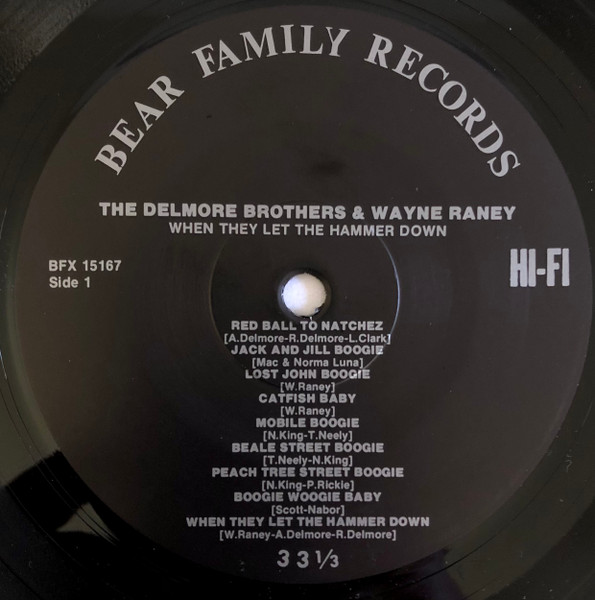 BEAR FAMILY RECORDS
THE DELMORE BROTHERS & WAYNE RANEY
WHEN THEY LET THE HAMMER DOWN
BFX 15167
Side 1
HI-FI
RED BALL TO NATCHEZ
[A.Delmore-R.Delmore-L.Clark]
JACK AND JILL BOOGIE
[Mac & Norma Luna]
LOST JOHN BOOGIE
[W.Raney]
CATFISH BABY
[W.Raney]
MOBILE BOOGIE
[N.King-T.Neely]
BEALE STREET BOOGIE
[T.Neely-N.King]
PEACH TREE STREET BOOGIE
[N.King-P.Rickie]
BOOGIE WOOGIE BABY
[Scott-Nabor]
WHEN THEY LET THE HAMMER DOWN
[W.Raney-A.Delmore-R.Delmore]
33 1/3